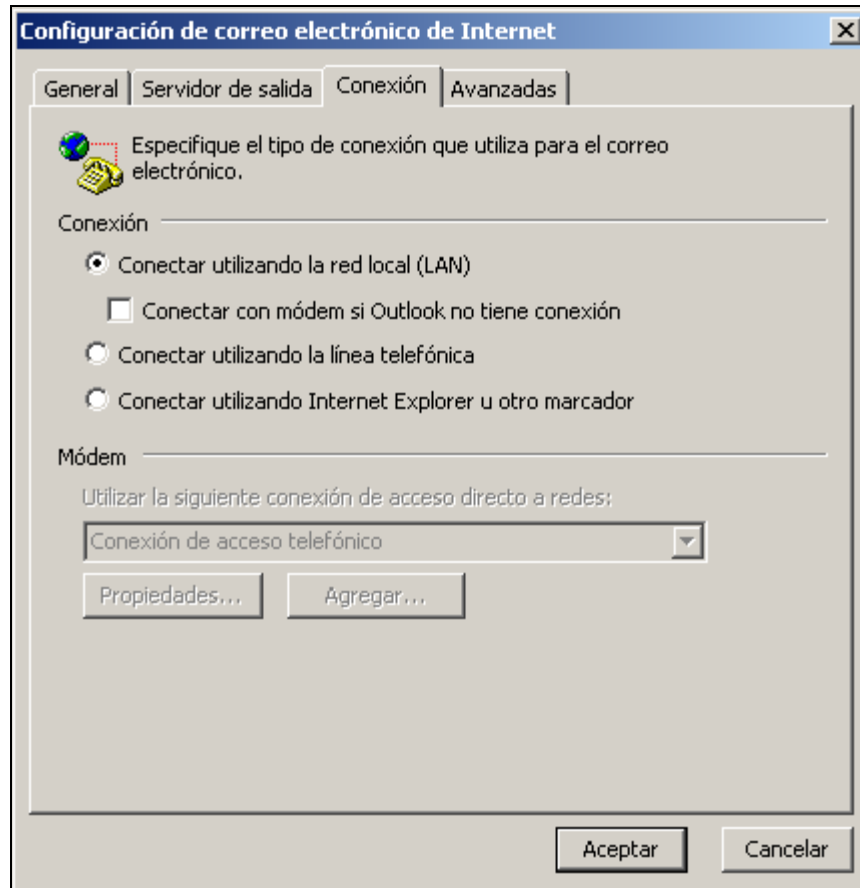 Configuración de correo electrónico de Internet
General Servidor de salida Conexión Avanzadas
Especifique el tipo de conexión que utiliza para el correo
electrónico.
Conexión
Conectar utilizando la red local (LAN)
Conectar con módem si Outlook no tiene conexión
Conectar utilizando la línea telefónica
Conectar utilizando Internet Explorer u otro marcador
Módem
Utilizar la siguiente conexión de acceso directo a redes:
Conexión de acceso telefónico
Propiedades... Agregar...
Aceptar Cancelar